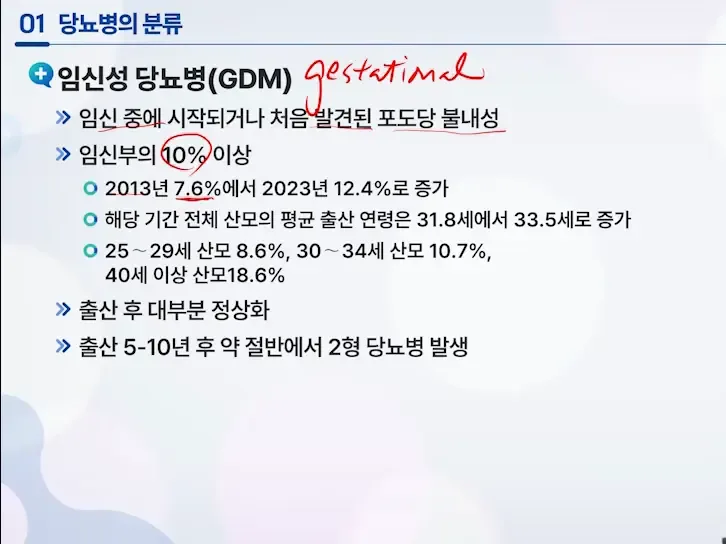 01 당뇨병의 분류
임신성 당뇨병(GDM) gestational
임신 중에 시작되거나 처음 발견된 포도당 불내성
임신부의 10% 이상
2013년 7.6%에서 2023년 12.4%로 증가
해당 기간 전체 산모의 평균 출산 연령은 31.8세에서 33.5세로 증가
25~29세 산모 8.6%, 30~34세 산모 10.7%,
40세 이상 산모18.6%
출산 후 대부분 정상화
출산 5-10년 후 약 절반에서 2형 당뇨병 발생